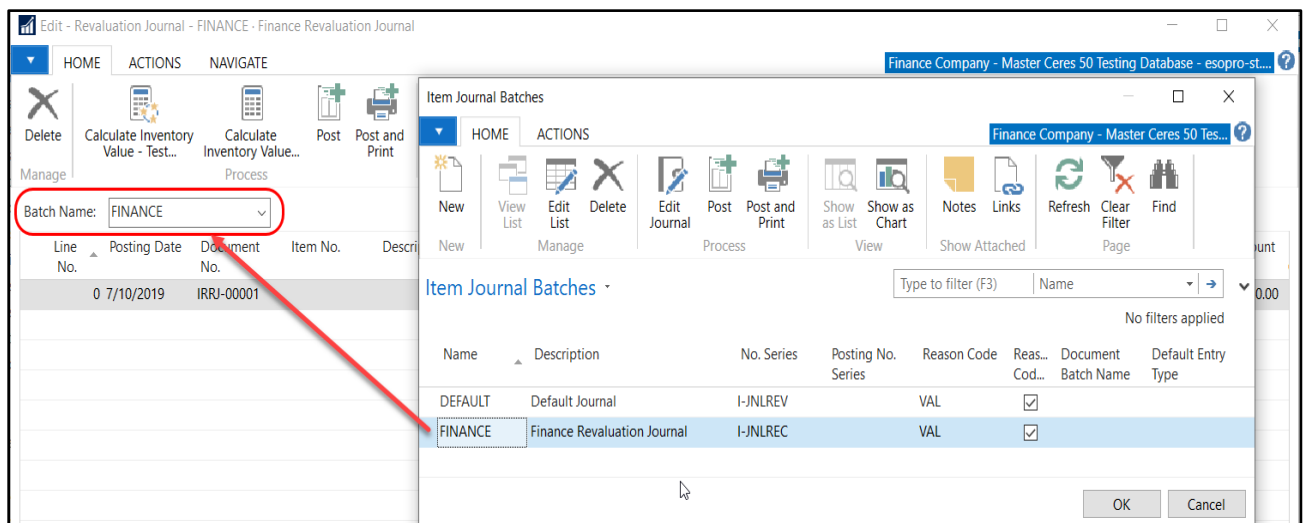 Edit - Revaluation Journal - FINANCE · Finance Revaluation Journal
HOME ACTIONS NAVIGATE
Finance Company - Master Ceres 50 Testing Database - esopro-st....
Delete
Calculate Inventory
Value - Test...
Calculate
Inventory Value...
Post
Post and
Print
Manage
Process
Batch Name: FINANCE
Line
No.
Posting Date
Document
No.
Item No.
Descri
unt
0 7/10/2019 IRRJ-00001
0.00
Item Journal Batches
HOME ACTIONS
Finance Company - Master Ceres 50 Tes...
New
View
List
Edit
List
Delete
Edit
Journal
Post
Post and
Print
Show
as List
Show as
Chart
Notes
Links
Refresh
Clear
Filter
Find
New
Manage
Process
View
Show Attached
Page
Item Journal Batches
Type to filter (F3)
Name
No filters applied
Name
Description
No. Series
Posting No.
Series
Reason Code
Reas...
Cod...
Document
Batch Name
Default Entry
Type
DEFAULT Default Journal I-JNLREV VAL
FINANCE Finance Revaluation Journal I-JNLREC VAL
OK Cancel